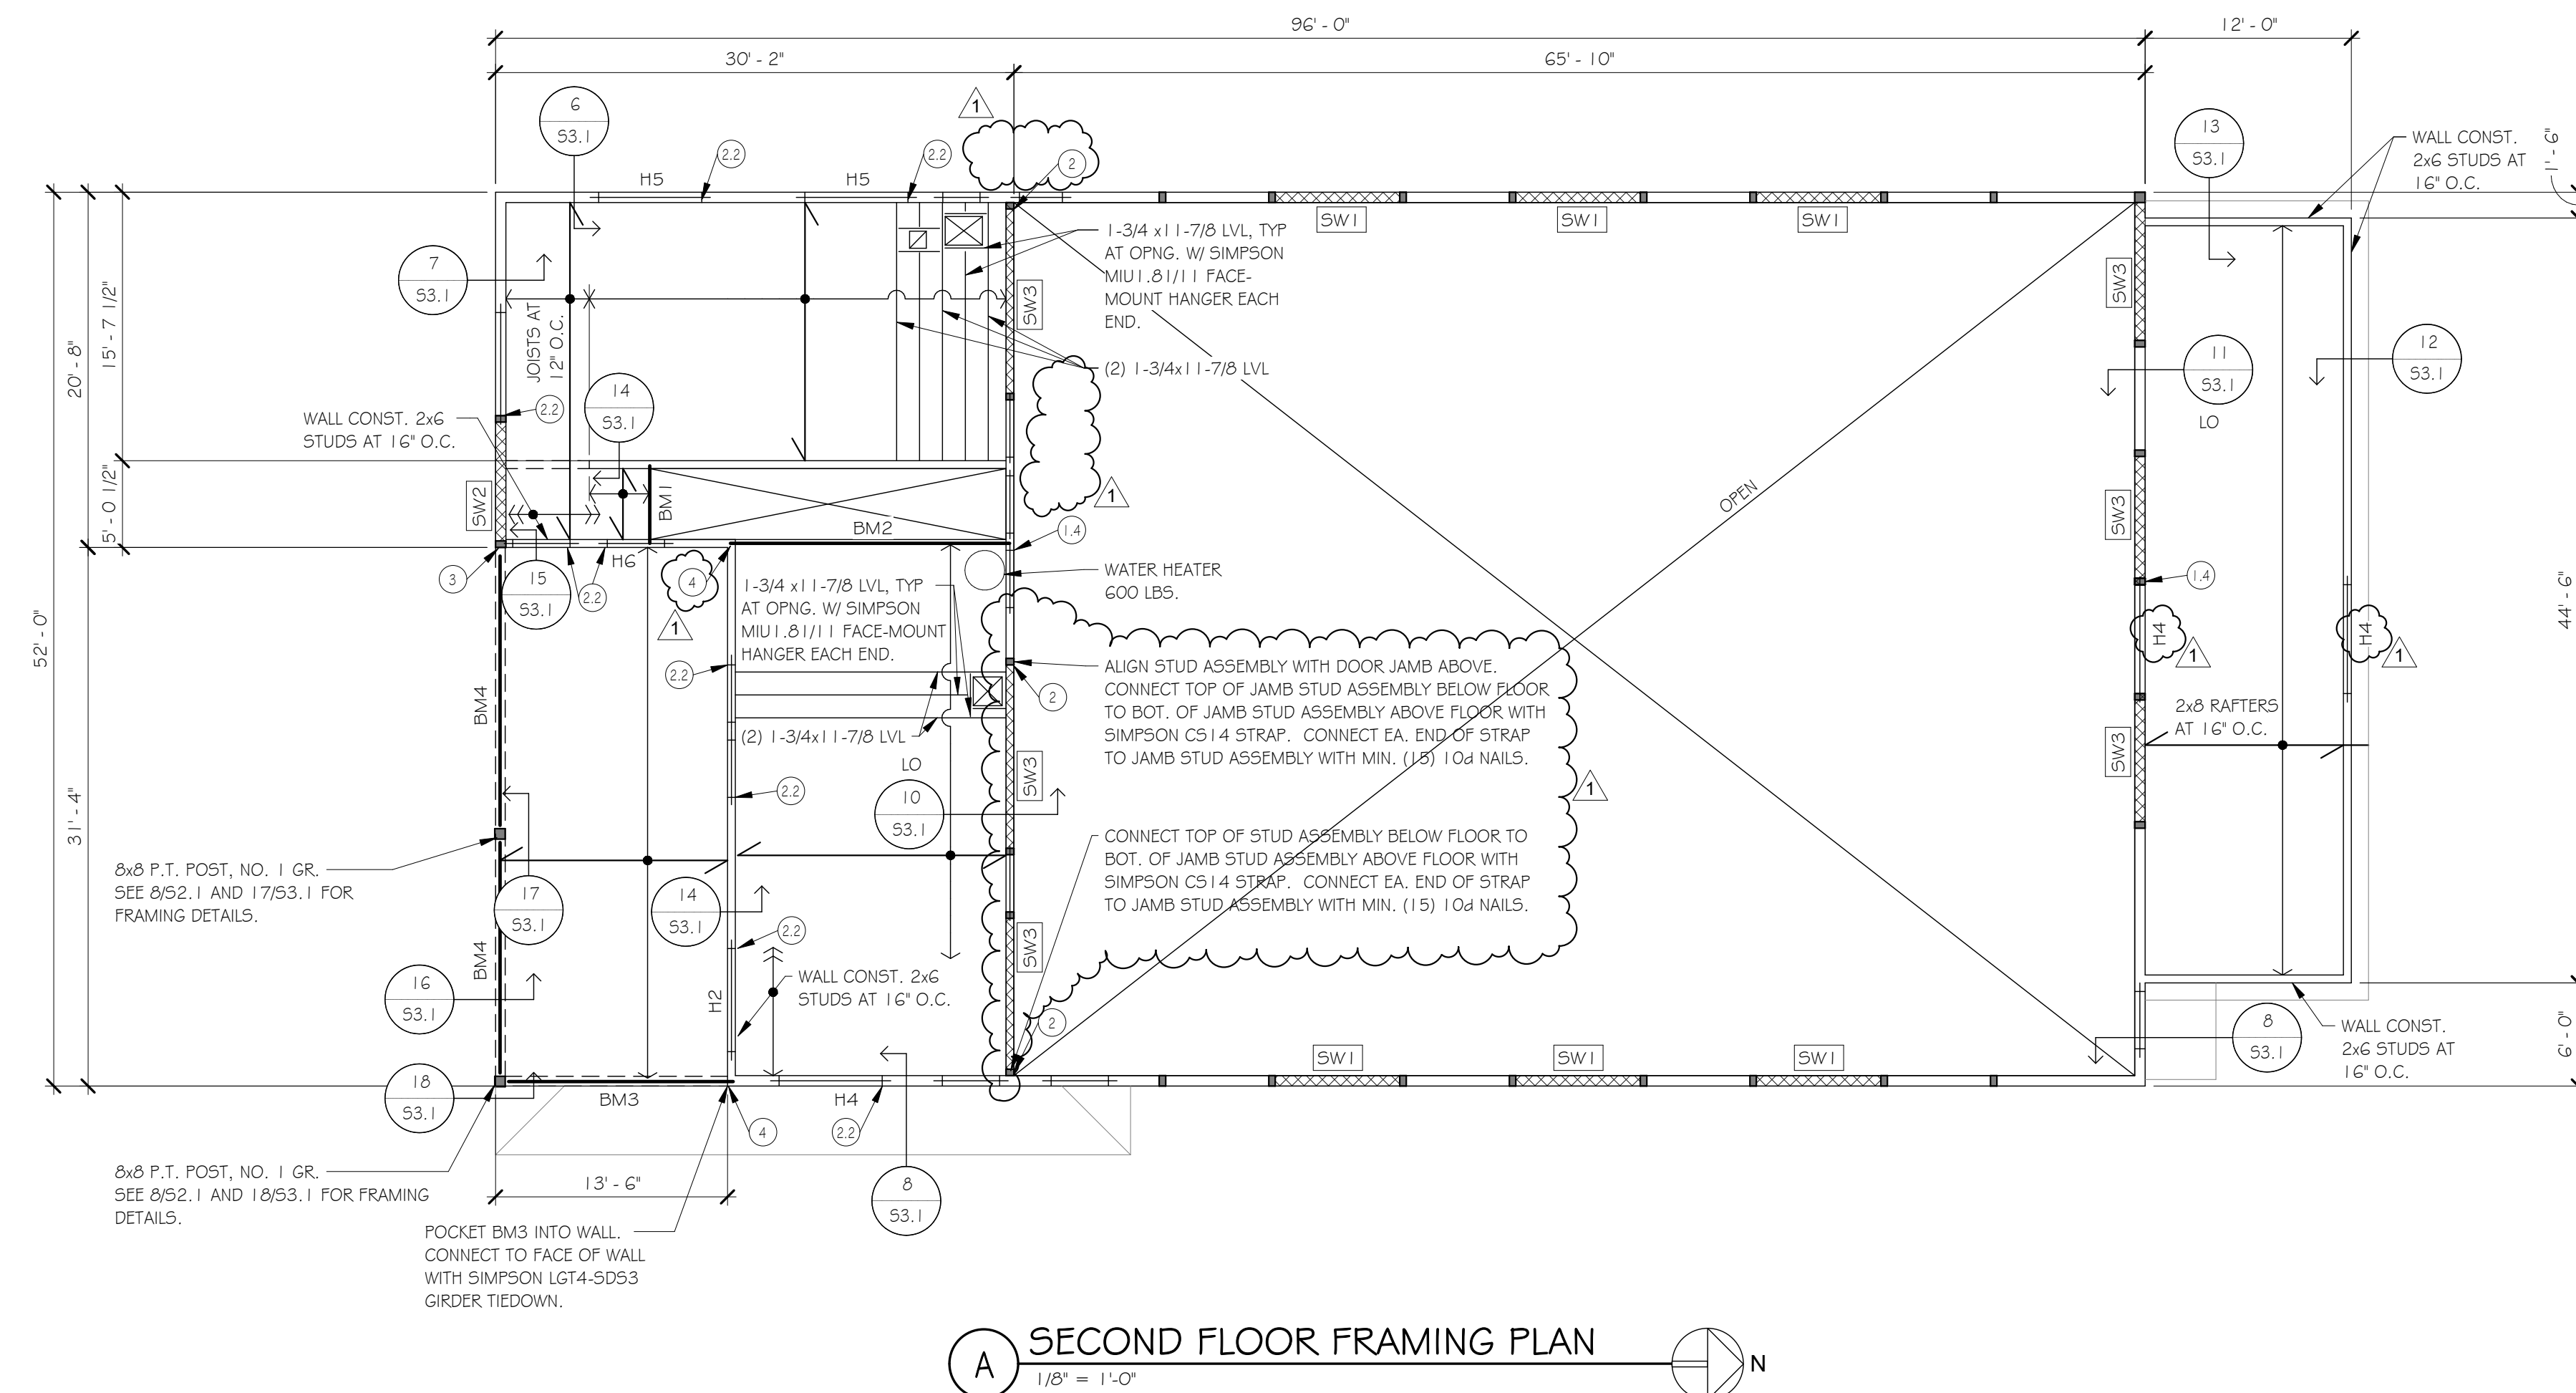 96' - 0"
12' - 0"
30' - 2"
65' - 10"
6
S3.1
1
2.2
2.2
2
13
S3.1
WALL CONST.
2x6 STUDS AT
16" O.C.
1' - 6"
H5
H5
SW1
SW1
SW1
7
S3.1
1-3/4 x11-7/8 LVL, TYP
AT OPNG. W/ SIMPSON
MIU1.81/11 FACE-
MOUNT HANGER EACH
END.
SW3
SW3
15' - 7 1/2"
20' - 8"
JOISTS AT
12" O.C.
(2) 1-3/4x11-7/8 LVL
11
S3.1
LO
12
S3.1
14
S3.1
2.2
WALL CONST. 2x6
STUDS AT 16" O.C.
5' - 0 1/2"
SW2
BM1
BM2
1
OPEN
SW3
1.4
H6
3
15
S3.1
2.2
4
1
WATER HEATER
600 LBS.
1.4
52' - 0"
44' - 6"
1-3/4 x11-7/8 LVL, TYP
AT OPNG. W/ SIMPSON
MIU1.81/11 FACE-MOUNT
HANGER EACH END.
H4
1
H4
1
2.2
BM4
2
ALIGN STUD ASSEMBLY WITH DOOR JAMB ABOVE.
CONNECT TOP OF JAMB STUD ASSEMBLY BELOW FLOOR
TO BOT. OF JAMB STUD ASSEMBLY ABOVE FLOOR WITH
SIMPSON CS14 STRAP. CONNECT EA. END OF STRAP
TO JAMB STUD ASSEMBLY WITH MIN. (15) 10d NAILS.
2x8 RAFTERS
AT 16" O.C.
(2) 1-3/4x11-7/8 LVL
LO
SW3
SW3
1
2.2
10
S3.1
31' - 4"
CONNECT TOP OF STUD ASSEMBLY BELOW FLOOR TO
BOT. OF JAMB STUD ASSEMBLY ABOVE FLOOR WITH
SIMPSON CS14 STRAP. CONNECT EA. END OF STRAP
TO JAMB STUD ASSEMBLY WITH MIN. (15) 10d NAILS.
8x8 P.T. POST, NO. 1 GR.
SEE 8/S2.1 AND 17/S3.1 FOR
FRAMING DETAILS.
17
S3.1
14
S3.1
2.2
SW3
BM4
16
S3.1
H2
WALL CONST. 2x6
STUDS AT 16" O.C.
2
8
S3.1
WALL CONST.
2x6 STUDS AT
16" O.C.
6' - 0"
SW1
SW1
SW1
18
S3.1
BM3
H4
4
2.2
8x8 P.T. POST, NO. 1 GR.
SEE 8/S2.1 AND 18/S3.1 FOR FRAMING
DETAILS.
13' - 6"
8
S3.1
POCKET BM3 INTO WALL.
CONNECT TO FACE OF WALL
WITH SIMPSON LGT4-SDS3
GIRDER TIEDOWN.
A
SECOND FLOOR FRAMING PLAN
N
1/8" = 1'-0"